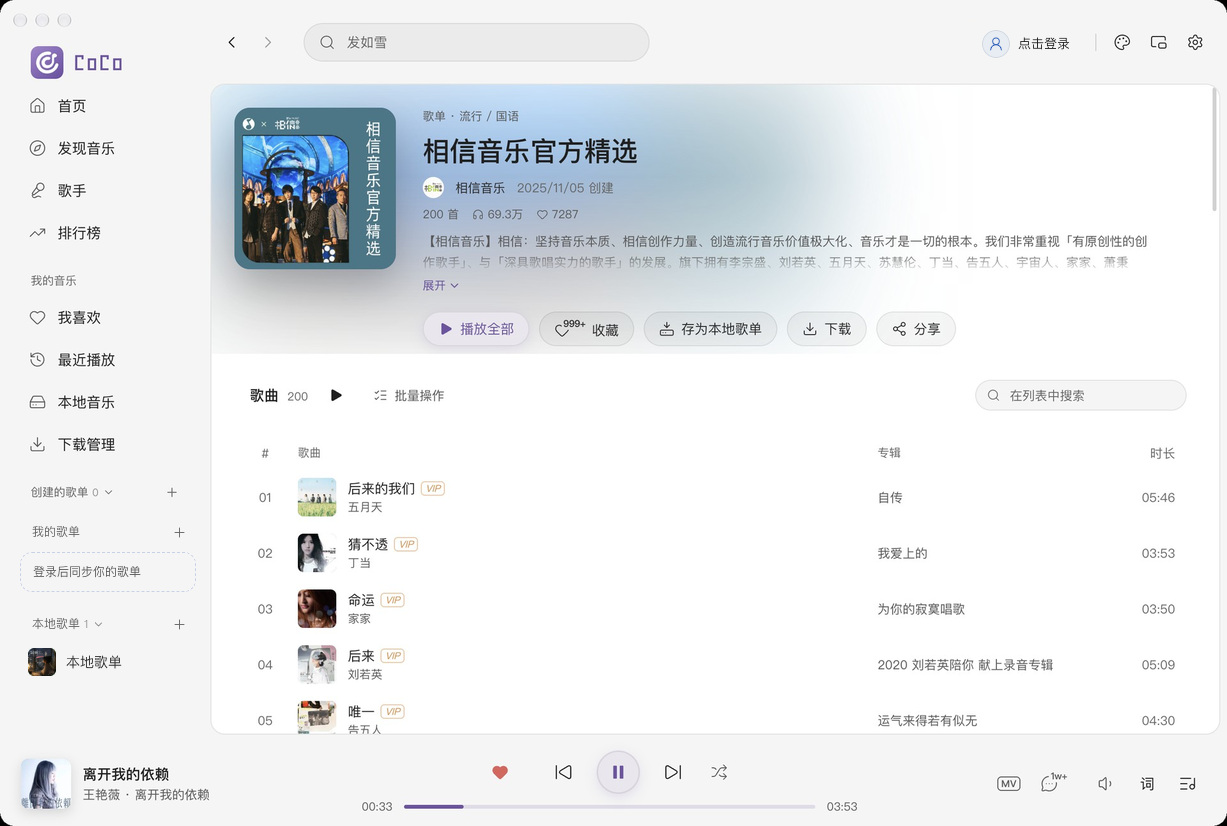 CoCo
发如雪
点击登录
首页
发现音乐
歌手
排行榜
我的音乐
我喜欢
最近播放
本地音乐
下载管理
创建的歌单 0
我的歌单
登录后同步你的歌单
本地歌单 1
本地歌单
相信音乐官方精选
歌单 · 流行 / 国语
相信音乐官方精选
相信音乐 2025/11/05 创建
200 首 69.3万 7287
【相信音乐】相信：坚持音乐本质、相信创作力量、创造流行音乐价值极大化、音乐才是一切的根本。我们非常重视「有原创性的创
作歌手」、与「深具歌唱实力的歌手」的发展。旗下拥有李宗盛、刘若英、五月天、苏慧伦、丁当、告五人、宇宙人、家家、萧秉
展开
播放全部 999+ 收藏 存为本地歌单 下载 分享
歌曲 200 批量操作 在列表中搜索
# 歌曲 专辑 时长
01 后来的我们 VIP 自传 05:46
五月天
02 猜不透 VIP 我爱上的 03:53
丁当
03 命运 VIP 为你的寂寞唱歌 03:50
家家
04 后来 VIP 2020 刘若英陪你 献上录音专辑 05:09
刘若英
05 唯一 VIP 运气来得若有似无 04:30
告五人
离开我的依赖
王艳薇 · 离开我的依赖
00:33 03:53
MV 1w+ 词